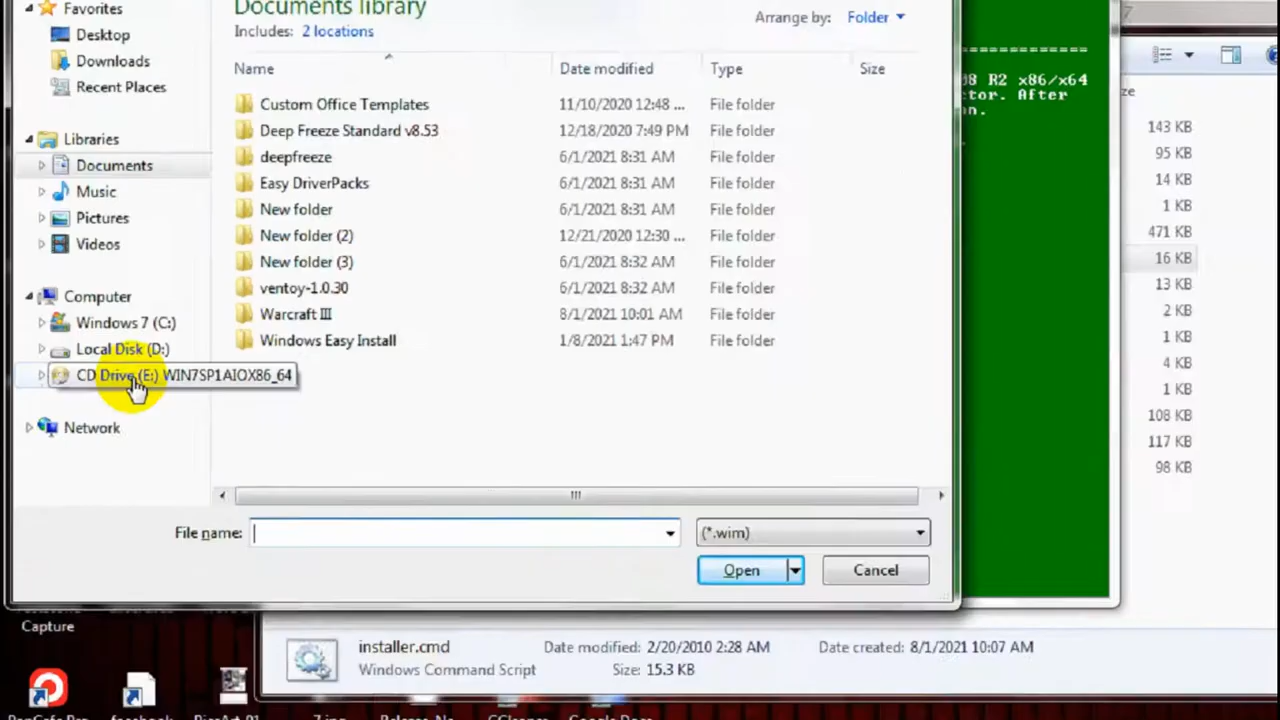 Favorites
Desktop
Downloads
Recent Places
Libraries
Documents
Music
Pictures
Videos
Computer
Windows 7 (C:)
Local Disk (D:)
CD Drive (E:) WIN7SP1AIOX86_64
Network
Documents library
Includes: 2 locations
Arrange by: Folder
Name Date modified Type Size
Custom Office Templates 11/10/2020 12:48 ... File folder
Deep Freeze Standard v8.53 12/18/2020 7:49 PM File folder
deepfreeze 6/1/2021 8:31 AM File folder
Easy DriverPacks 6/1/2021 8:31 AM File folder
New folder 6/1/2021 8:31 AM File folder
New folder (2) 12/21/2020 12:30 ... File folder
New folder (3) 6/1/2021 8:32 AM File folder
ventoy-1.0.30 6/1/2021 8:32 AM File folder
Warcraft III 8/1/2021 10:01 AM File folder
Windows Easy Install 1/8/2021 1:47 PM File folder
File name: (*.wim)
Open Cancel
=============
8 R2 x86/x64
tor. After
n.
ze
143 KB
95 KB
14 KB
1 KB
471 KB
16 KB
13 KB
2 KB
1 KB
4 KB
1 KB
108 KB
117 KB
98 KB
installer.cmd Date modified: 2/20/2010 2:28 AM Date created: 8/1/2021 10:07 AM
Windows Command Script Size: 15.3 KB
Capture